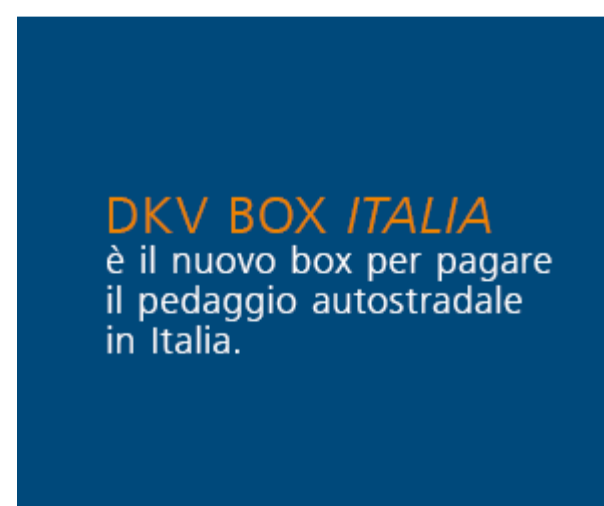 DKV BOX ITALIA
è il nuovo box per pagare
il pedaggio autostradale
in Italia.